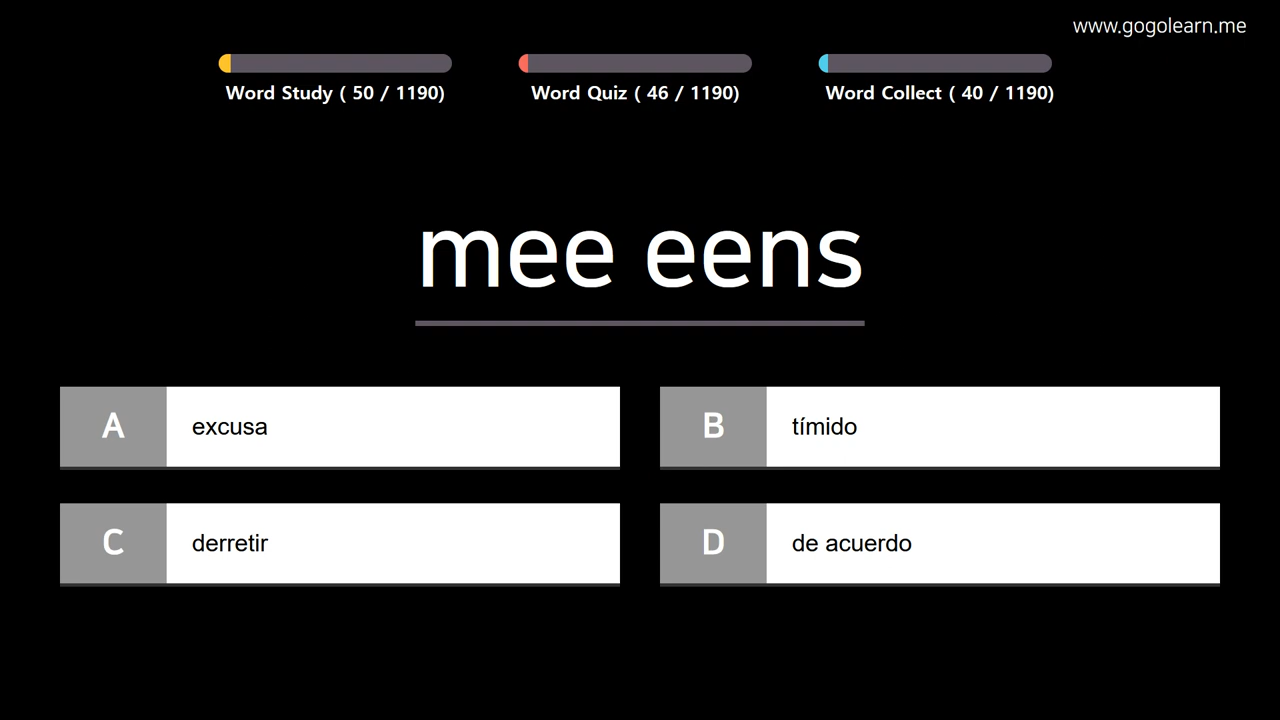 www.gogolearn.me
Word Study ( 50 / 1190)
Word Quiz ( 46 / 1190)
Word Collect ( 40 / 1190)
mee eens
A excusa
B tímido
C derretir
D de acuerdo